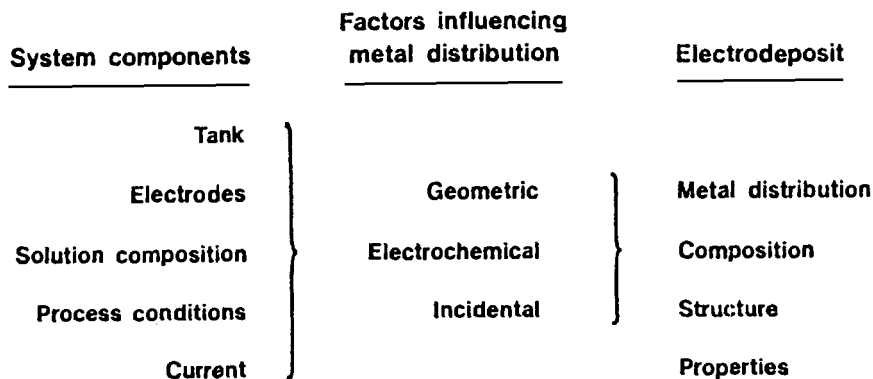 System components
Tank
Electrodes
Solution composition
Process conditions
Current
Factors influencing
metal distribution
Geometric
Electrochemical
Incidental
Electrodeposit
Metal distribution
Composition
Structure
Properties